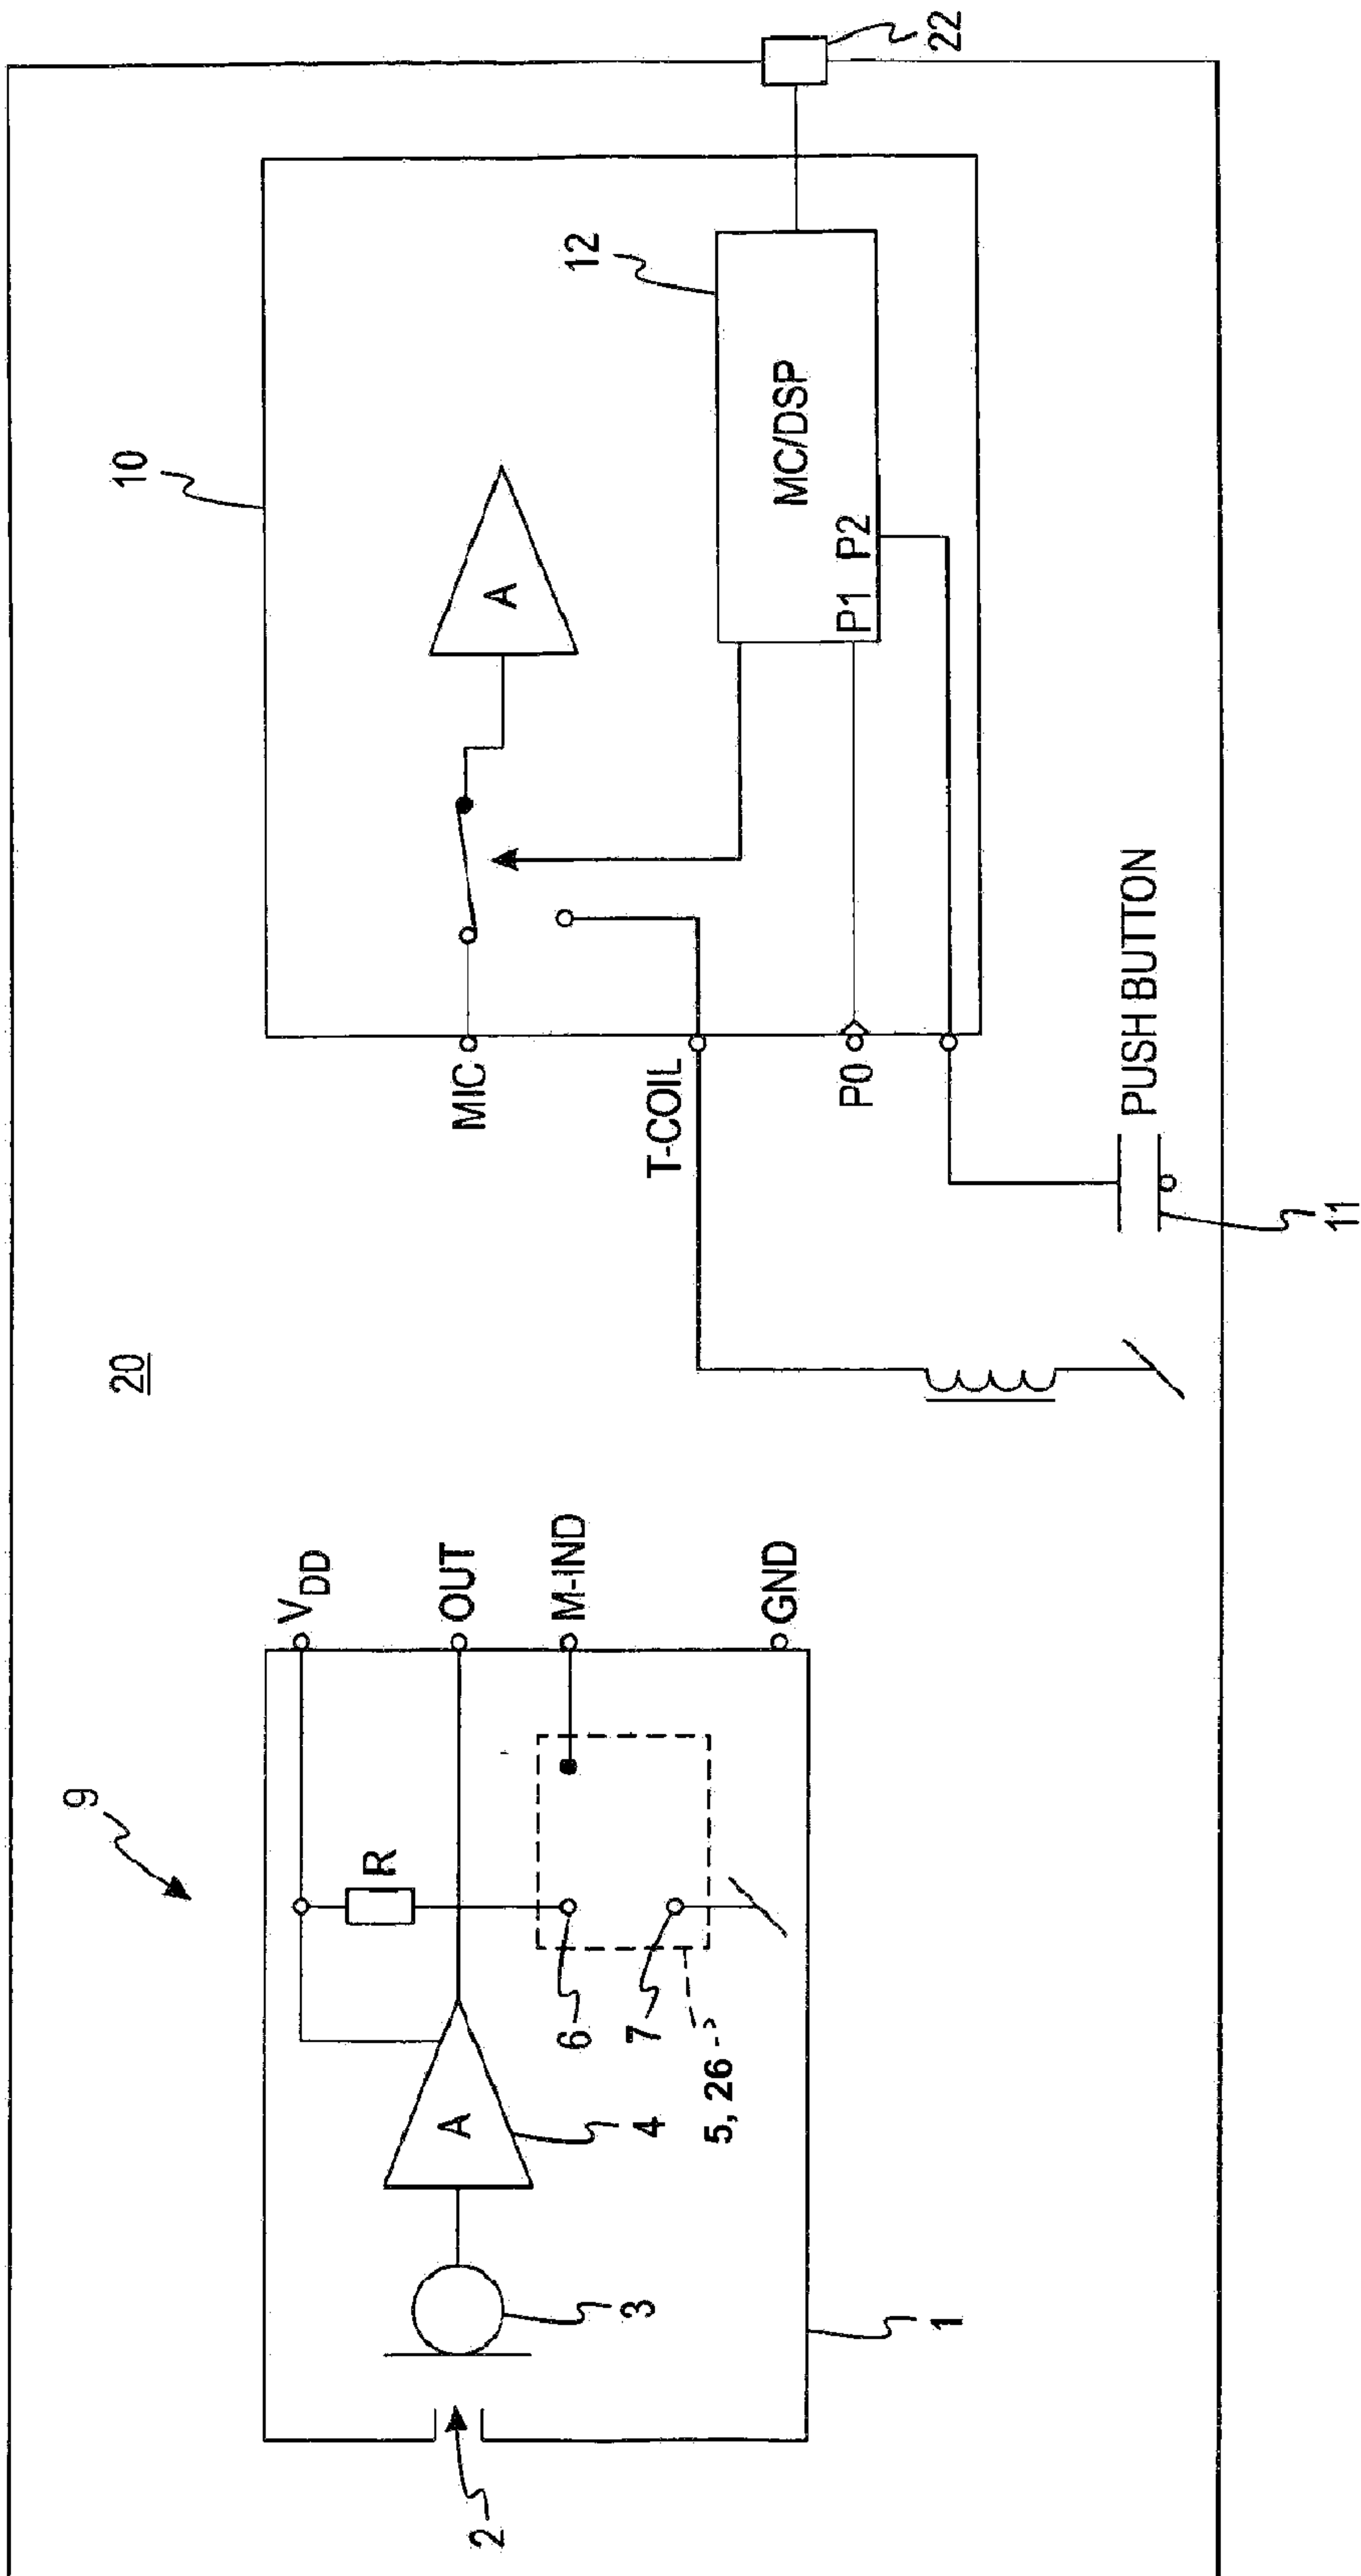 9
20
10
12
22
V_DD
OUT
M-IND
GND
R
A
6
7
5, 26
4
3
2
1
MIC
T-COIL
P0
A
MC/DSP
P1 P2
PUSH BUTTON
11